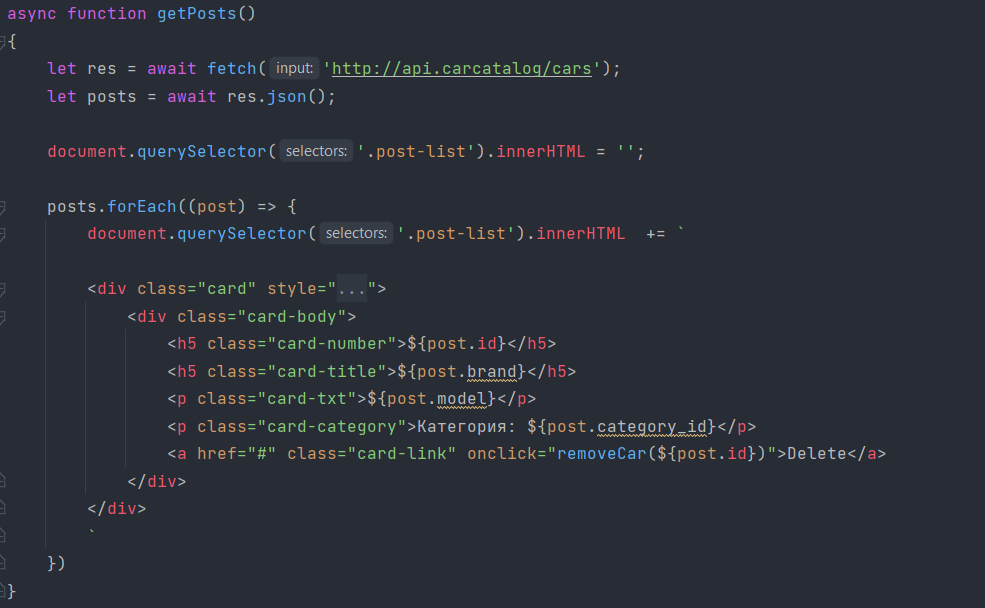 async function getPosts()
{
let res = await fetch( input: 'http://api.carcataloq/cars');
let posts = await res.json();
document.querySelector( selectors: '.post-list').innerHTML = '';
posts.forEach((post) => {
document.querySelector( selectors: '.post-list').innerHTML += `
<div class="card" style="...">
<div class="card-body">
<h5 class="card-number">${post.id}</h5>
<h5 class="card-title">${post.brand}</h5>
<p class="card-txt">${post.model}</p>
<p class="card-category">Категория: ${post.category_id}</p>
<a href="#" class="card-link" onclick="removeCar(${post.id})">Delete</a>
</div>
</div>
`
})
}